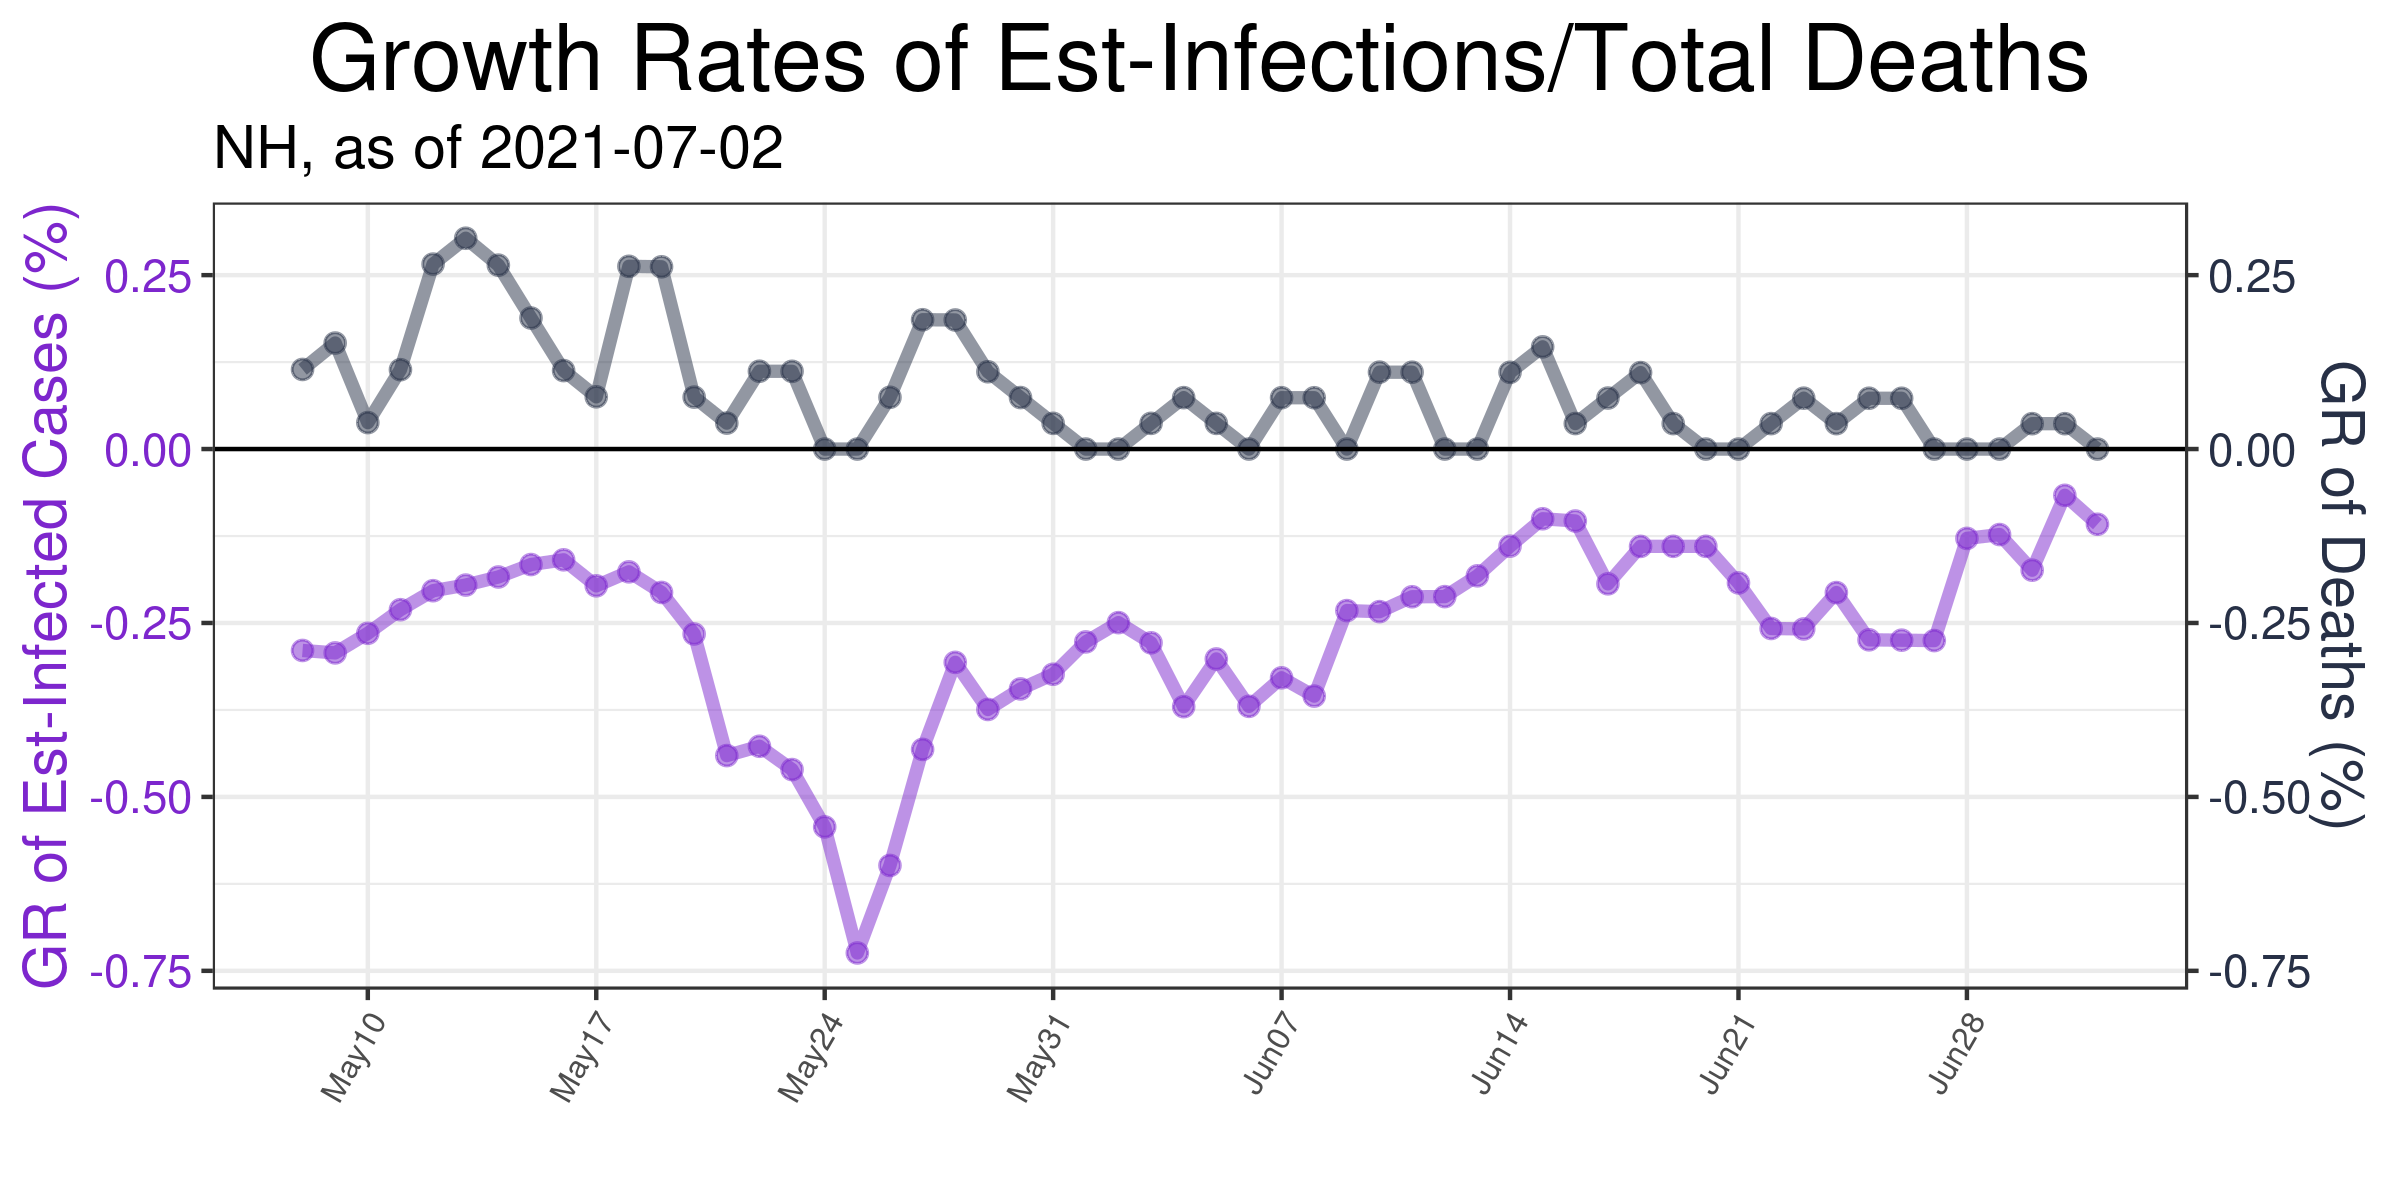 Growth Rates of Est-Infections/Total Deaths
NH, as of 2021-07-02
GR of Est-Infected Cases (%)
0.25
0.00
-0.25
-0.50
-0.75
0.25
0.00
-0.25
-0.50
-0.75
GR of Deaths (%)
May10
May17
May24
May31
Jun07
Jun14
Jun21
Jun28